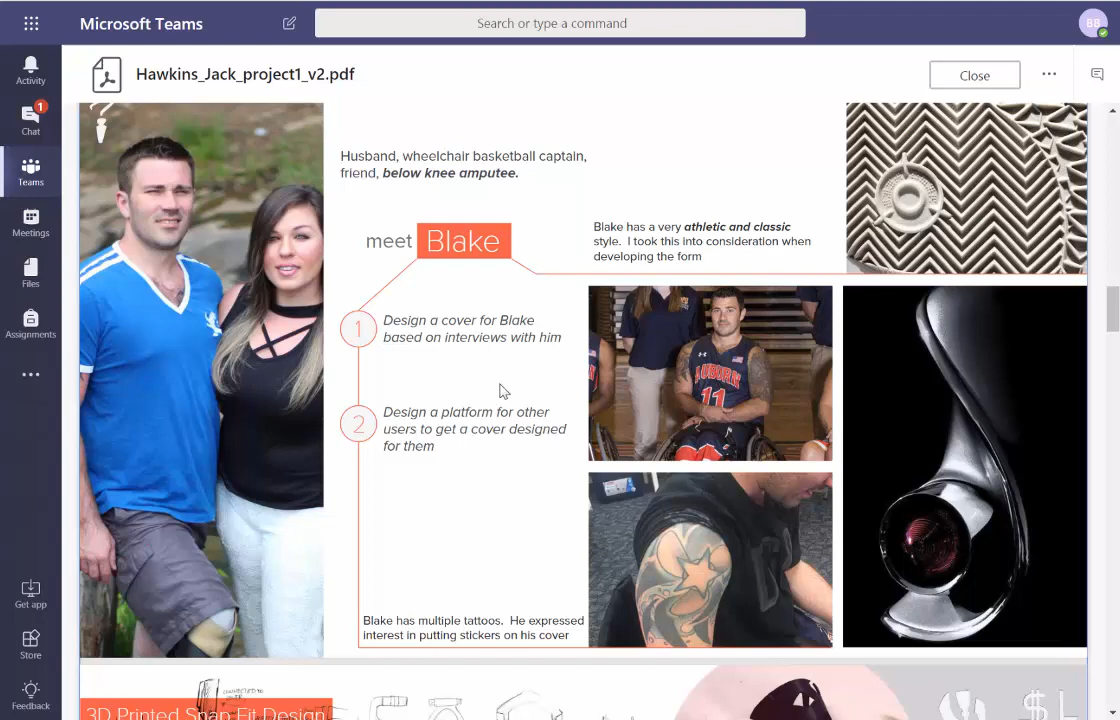 Microsoft Teams
Search or type a command
BB
Activity
Hawkins_Jack_project1_v2.pdf
Close
1
Chat
Teams
Meetings
Files
Assignments
Get app
Store
Feedback
Husband, wheelchair basketball captain,
friend, below knee amputee.
meet Blake
Blake has a very athletic and classic
style. I took this into consideration when
developing the form
1
Design a cover for Blake
based on interviews with him
2
Design a platform for other
users to get a cover designed
for them
AUBURN
11
Blake has multiple tattoos. He expressed
interest in putting stickers on his cover
CONNECTED TO
3D Printed Snap Fit Design
$